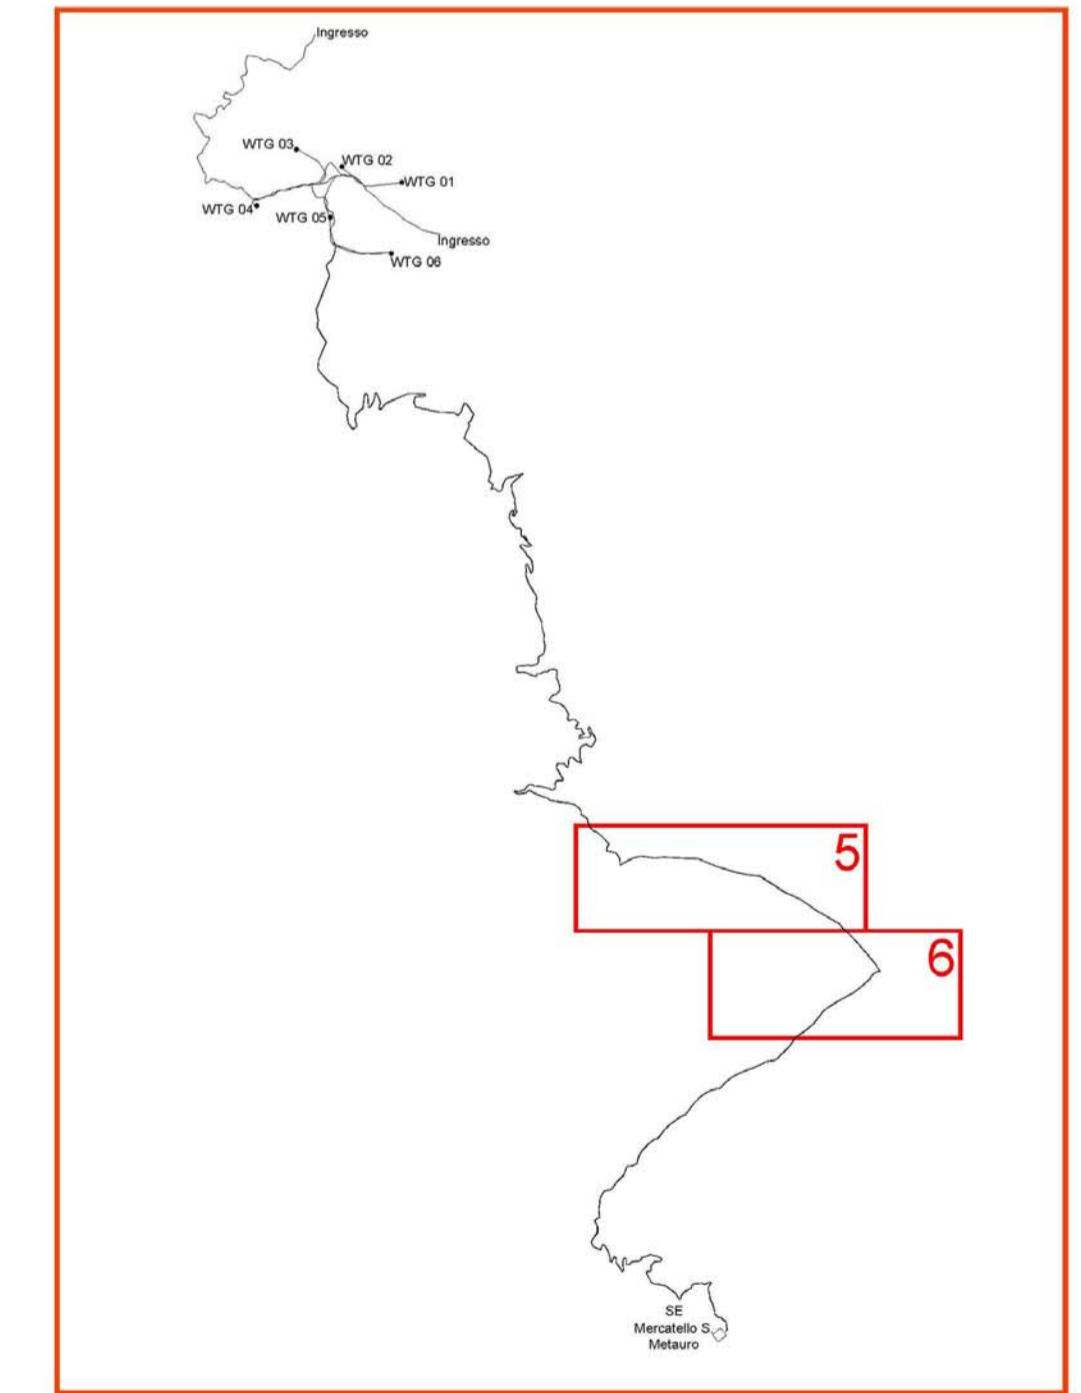 Ingresso
WTG 03
WTG 02
WTG 01
WTG 04
WTG 05
Ingresso
WTG 06
5
6
SE
Mercatello S.
Metauro